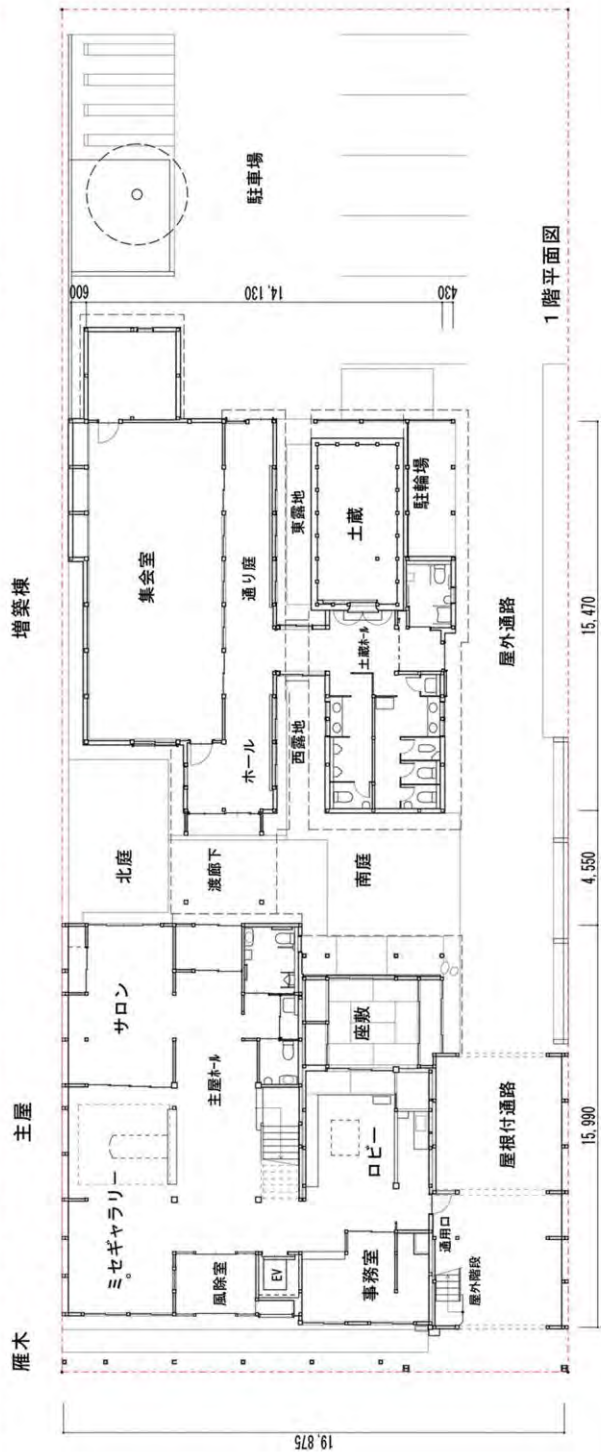 雁木
主屋
増築棟
ミセギャラリー
サロン
北庭
集会室
駐車場
風除室
主屋ホール
渡廊下
ホール
通り庭
EV
西露地
東露地
事務室
ロビー
座敷
南庭
土蔵ホール
土蔵
駐輪場
通用口
屋外階段
屋根付通路
屋外通路
1階平面図
600
14,130
430
19,875
15,990
4,550
15,470